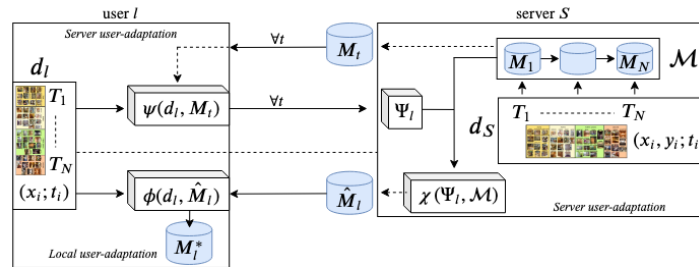 user l
server S
Server user-adaptation
∀t
M_t
M_1
M_N
ℳ
d_l
T_1
T_N
(x_i; t_i)
ψ(d_l, M_t)
∀t
Ψ_l
d_S
T_1
T_N
(x_i, y_i; t_i
ϕ(d_l, M̂_l)
M̂_l
χ(Ψ_l, ℳ)
Server user-adaptation
M_l^*
Local user-adaptation